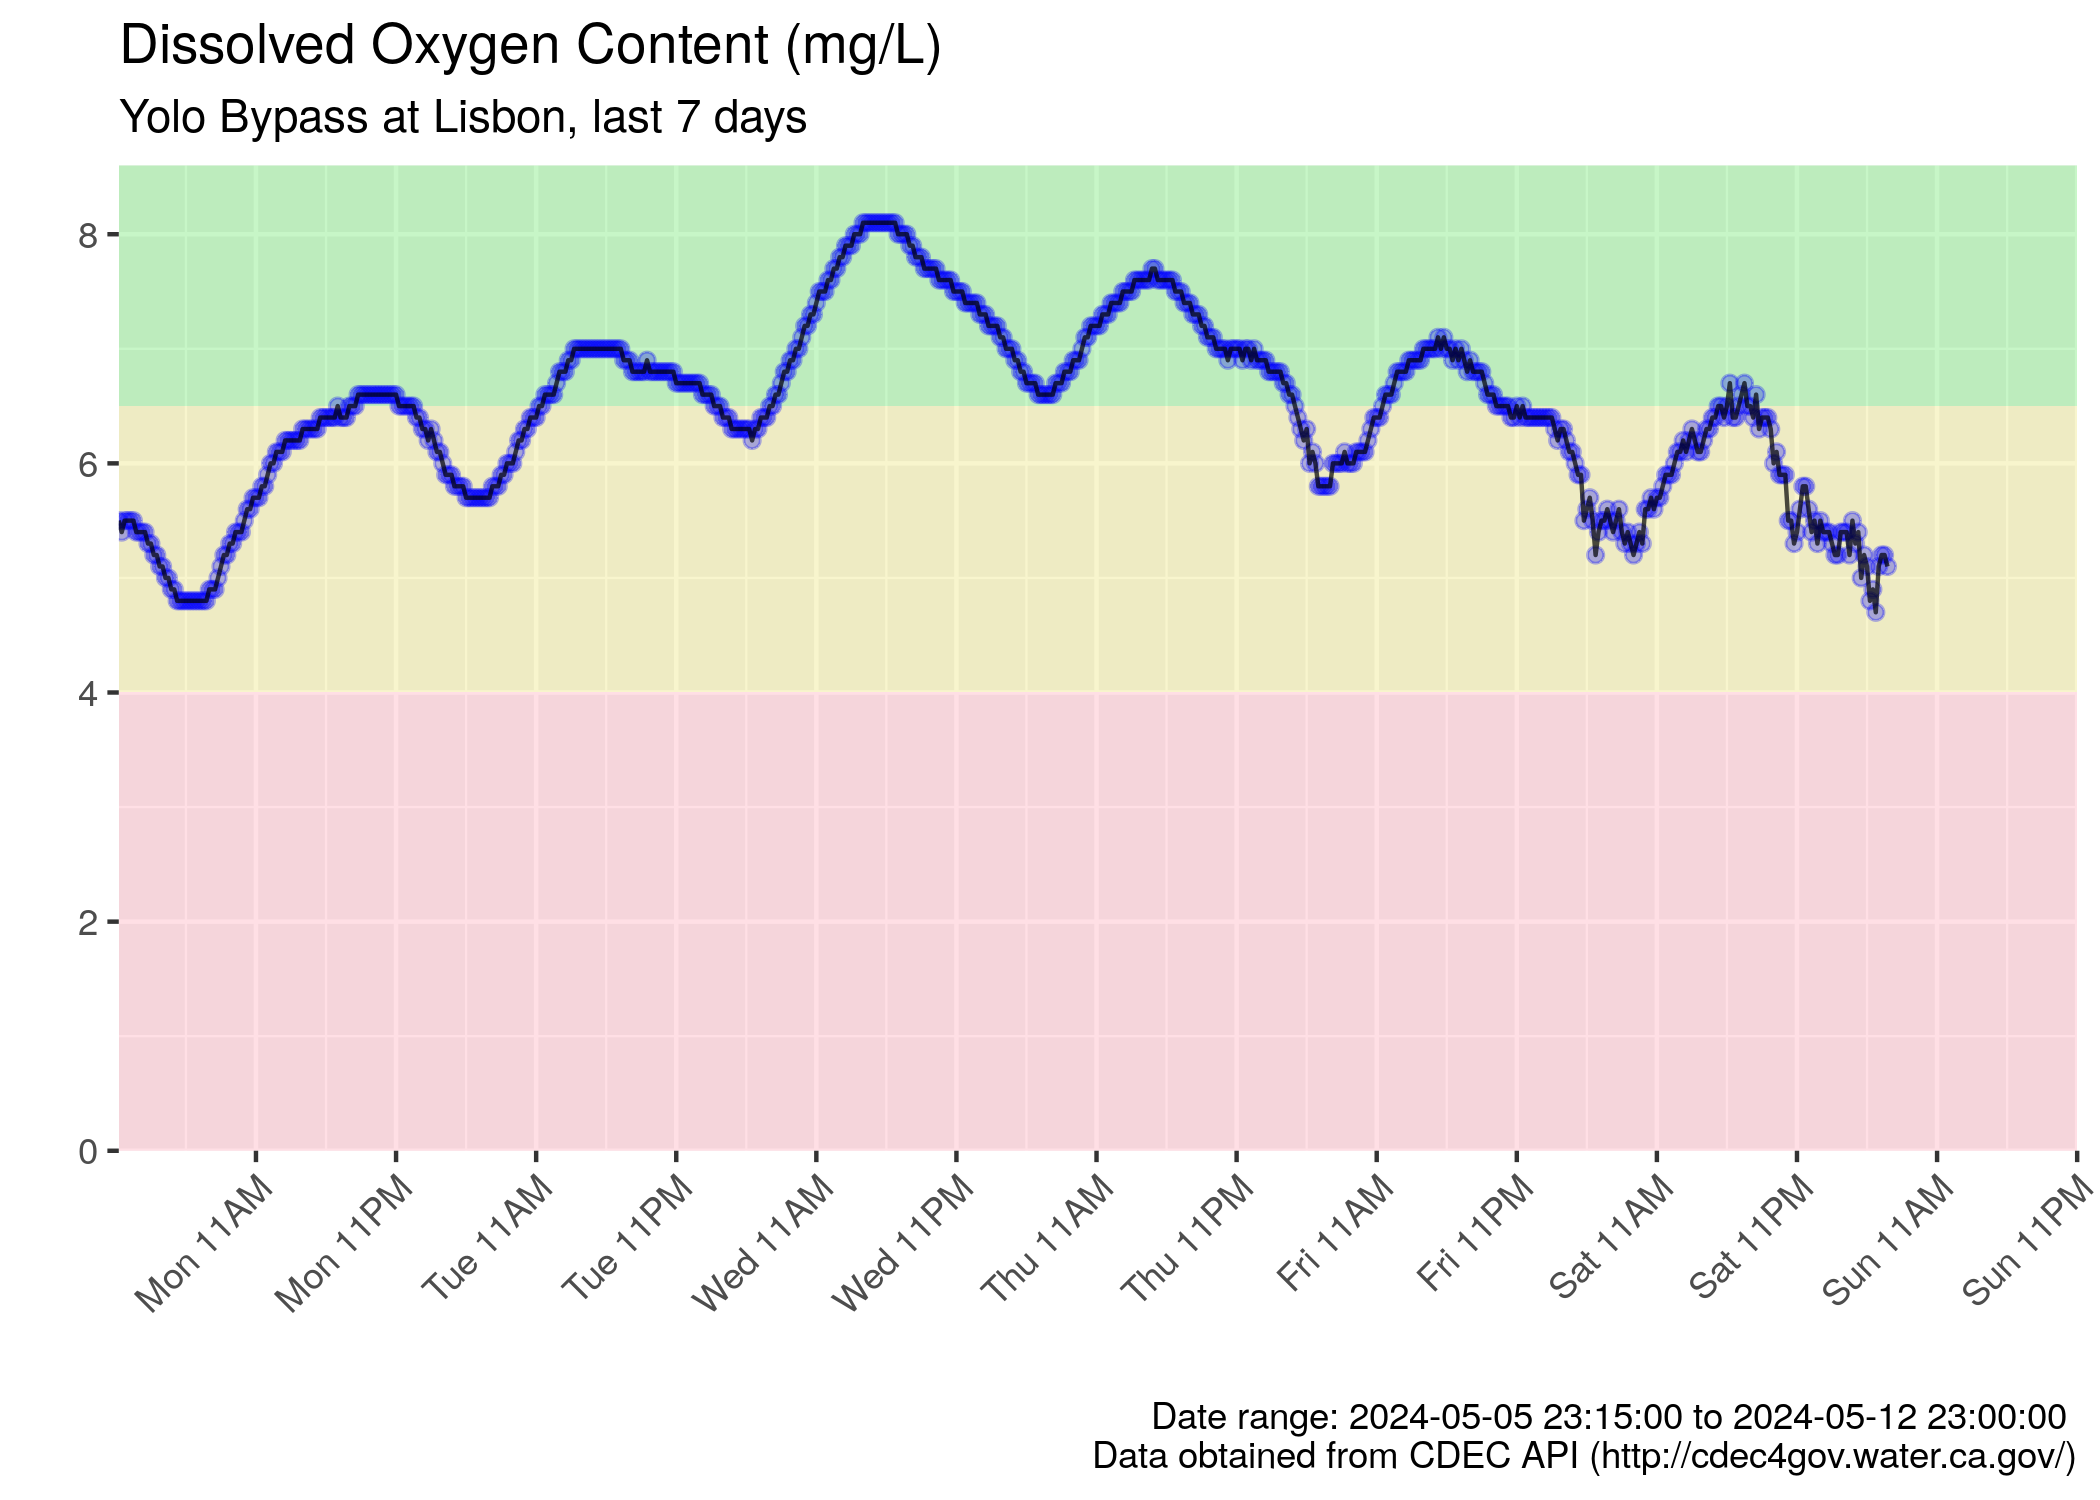 Dissolved Oxygen Content (mg/L)
Yolo Bypass at Lisbon, last 7 days
8
6
4
2
0
Mon 11AM
Mon 11PM
Tue 11AM
Tue 11PM
Wed 11AM
Wed 11PM
Thu 11AM
Thu 11PM
Fri 11AM
Fri 11PM
Sat 11AM
Sat 11PM
Sun 11AM
Sun 11PM
Date range: 2024-05-05 23:15:00 to 2024-05-12 23:00:00
Data obtained from CDEC API (http://cdec4gov.water.ca.gov/)